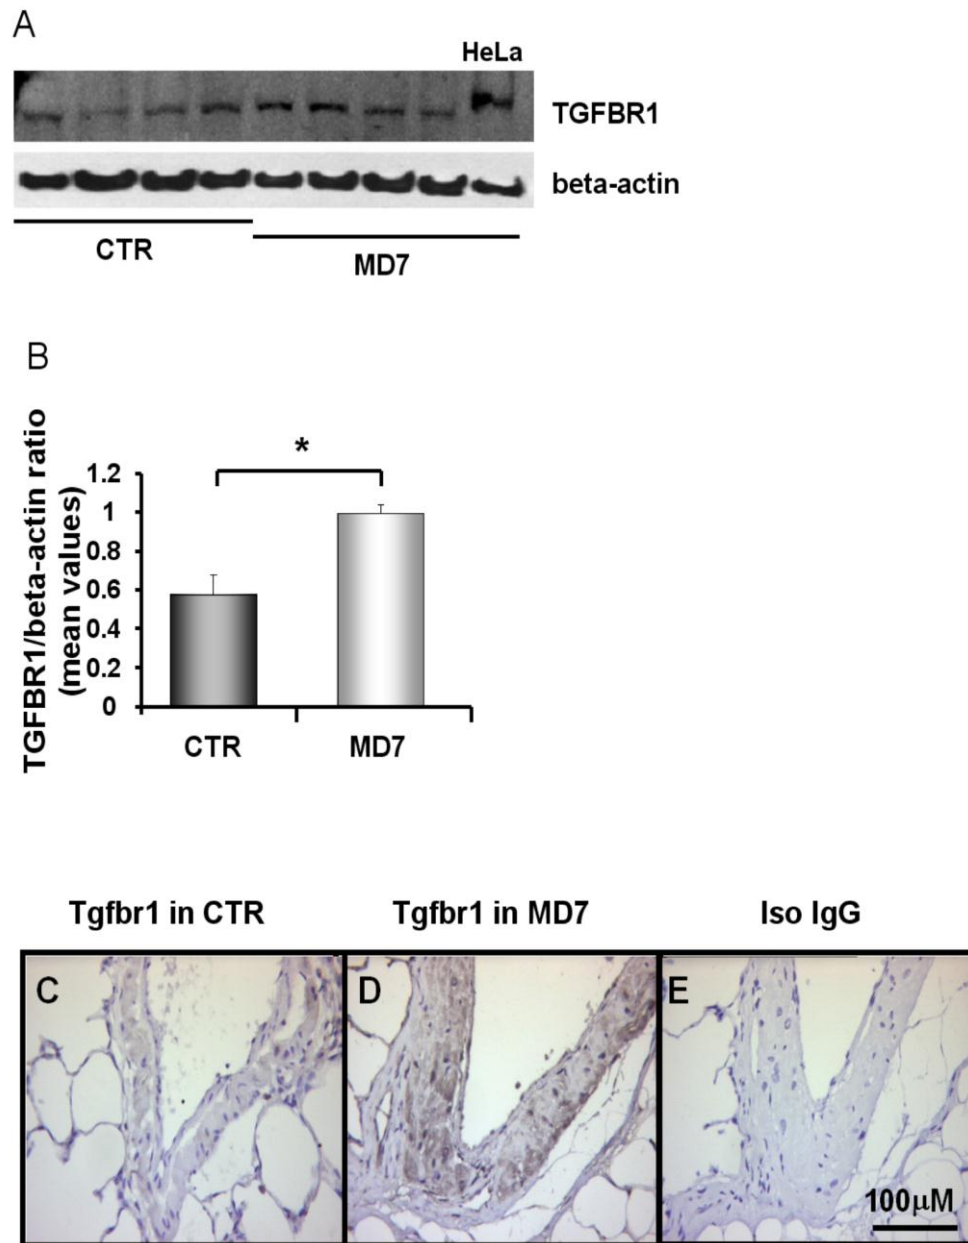 A
HeLa
TGFBR1
beta-actin
CTR
MD7
B
TGFBR1/beta-actin ratio
(mean values)
*
1.2
1
0.8
0.6
0.4
0.2
0
CTR
MD7
Tgfbr1 in CTR
Tgfbr1 in MD7
Iso IgG
C
D
E
100µM